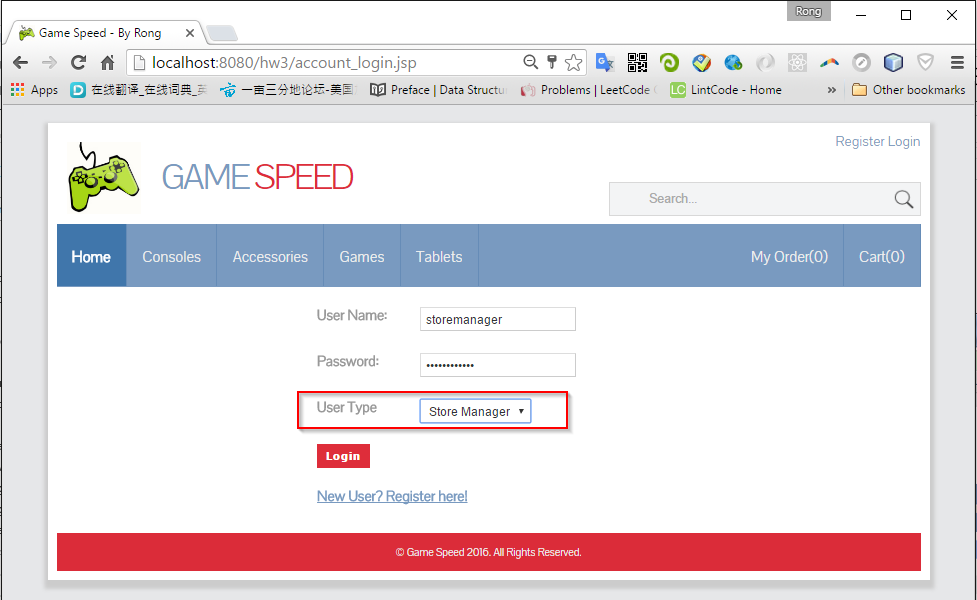 Rong
Game Speed - By Rong
localhost:8080/hw3/account_login.jsp
Apps 在线翻译_在线词典_ 一亩三分地论坛-美国 Preface | Data Structu Problems | LeetCode LC LintCode - Home » Other bookmarks
Register Login
GAME SPEED
Search...
Home Consoles Accessories Games Tablets My Order(0) Cart(0)
User Name: storemanager
Password: ••••••••••••
User Type Store Manager
Login
New User? Register here!
© Game Speed 2016. All Rights Reserved.